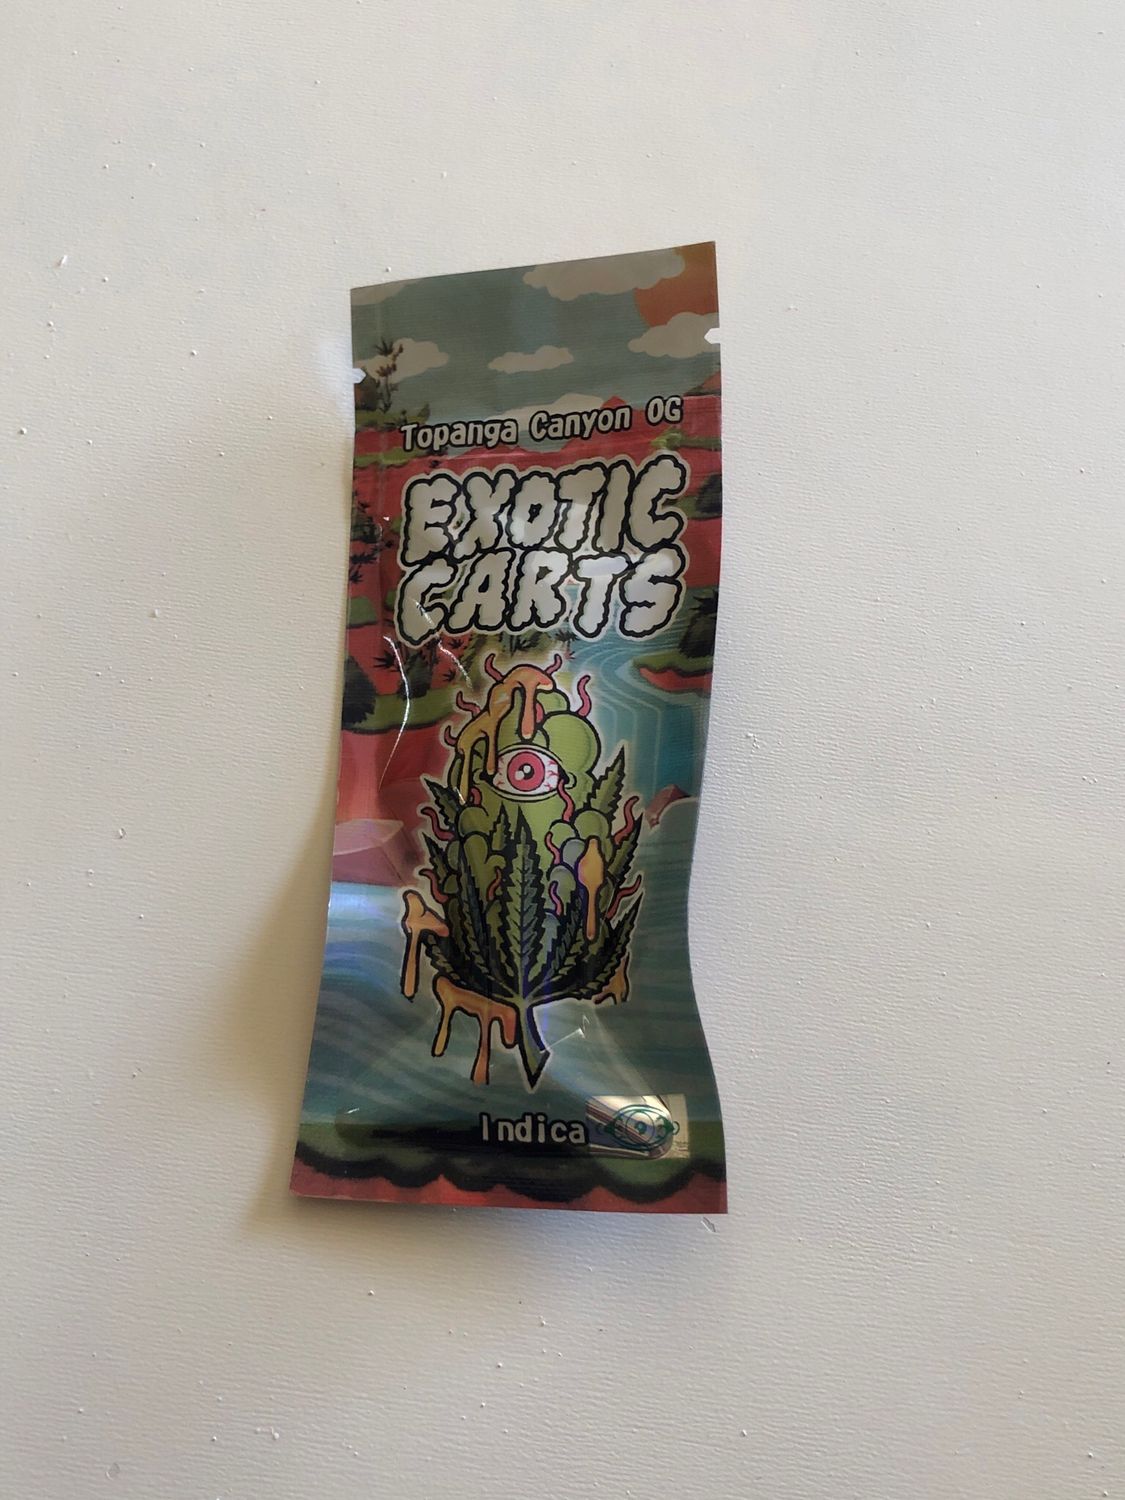 Topanga Canyon OG
EXOTIC
CARTS
Indica